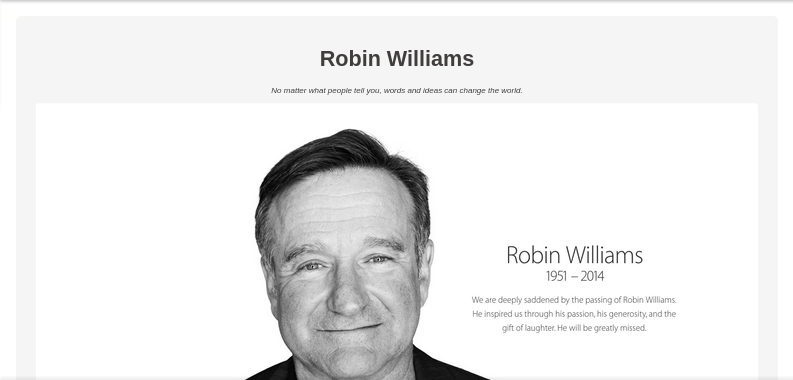 Robin Williams
No matter what people tell you, words and ideas can change the world.
Robin Williams
1951 – 2014
We are deeply saddened by the passing of Robin Williams.
He inspired us through his passion, his generosity, and the
gift of laughter. He will be greatly missed.